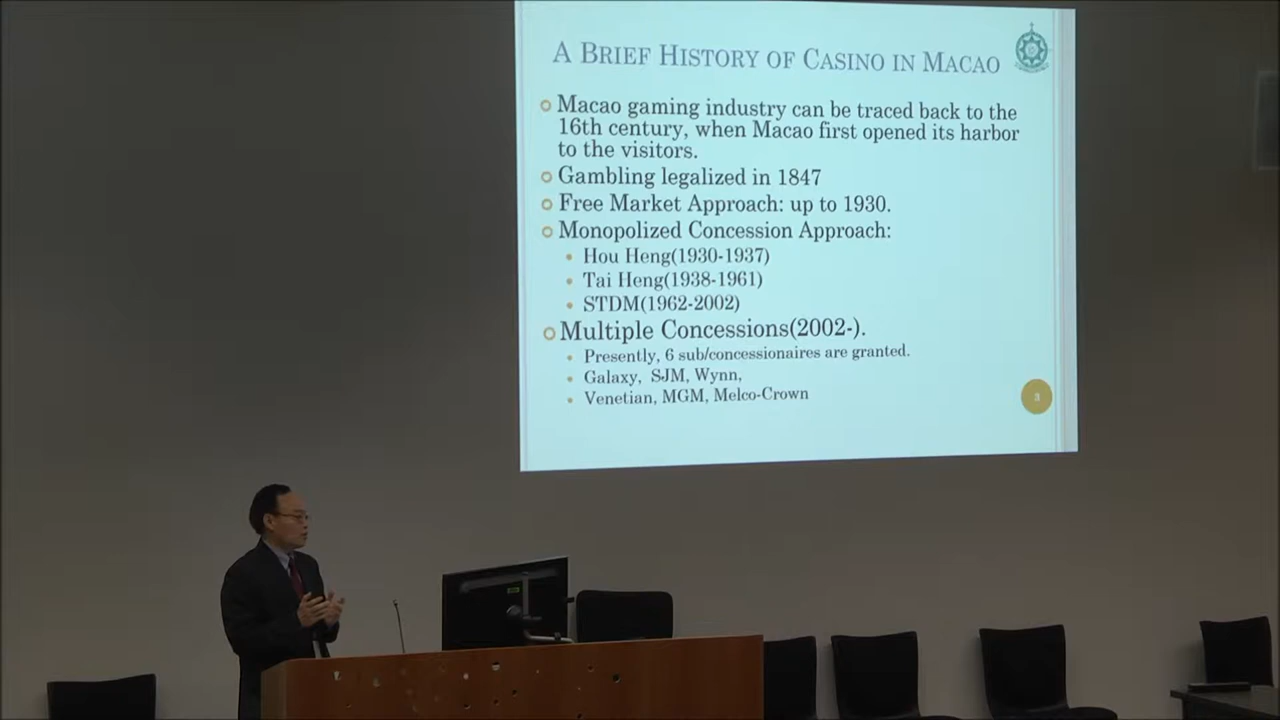 A BRIEF HISTORY OF CASINO IN MACAO
Macao gaming industry can be traced back to the
16th century, when Macao first opened its harbor
to the visitors.
Gambling legalized in 1847
Free Market Approach: up to 1930.
Monopolized Concession Approach:
Hou Heng(1930-1937)
Tai Heng(1938-1961)
STDM(1962-2002)
Multiple Concessions(2002-).
Presently, 6 sub/concessionaires are granted.
Galaxy, SJM, Wynn,
Venetian, MGM, Melco-Crown
3